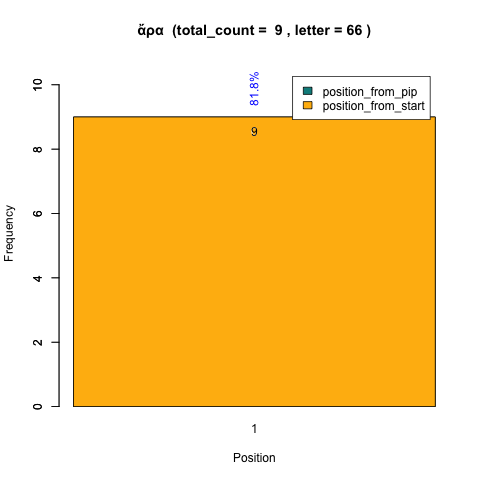 ἄρα (total_count = 9 , letter = 66 )
81.8%
position_from_pip
position_from_start
9
10
8
6
4
2
0
Frequency
1
Position